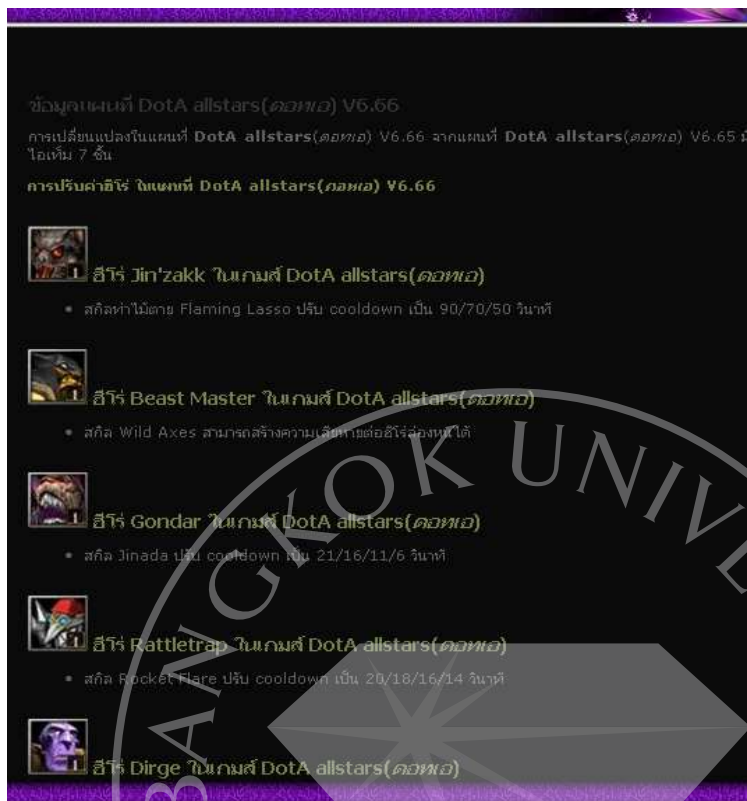 ข้อมูลแผนที่ DotA allstars(ดอทเอ) V6.66
การเปลี่ยนแปลงในแผนที่ DotA allstars(ดอทเอ) V6.66 จากแผนที่ DotA allstars(ดอทเอ) V6.65 มี
ไอเท็ม 7 ชิ้น
การปรับค่าฮีโร่ ในแผนที่ DotA allstars(ดอทเอ) V6.66
ฮีโร่ Jin'zakk ในเกมส์ DotA allstars(ดอทเอ)
สกิลท่าไม้ตาย Flaming Lasso ปรับ cooldown เป็น 90/70/50 วินาที
ฮีโร่ Beast Master ในเกมส์ DotA allstars(ดอทเอ)
สกิล Wild Axes สามารถสร้างความเสียหายต่อฮีโร่ล่องหนได้
ฮีโร่ Gondar ในเกมส์ DotA allstars(ดอทเอ)
สกิล Jinada ปรับ cooldown เป็น 21/16/11/6 วินาที
ฮีโร่ Rattletrap ในเกมส์ DotA allstars(ดอทเอ)
สกิล Rocket Flare ปรับ cooldown เป็น 20/18/16/14 วินาที
ฮีโร่ Dirge ในเกมส์ DotA allstars(ดอทเอ)
BANGKOK UNIV